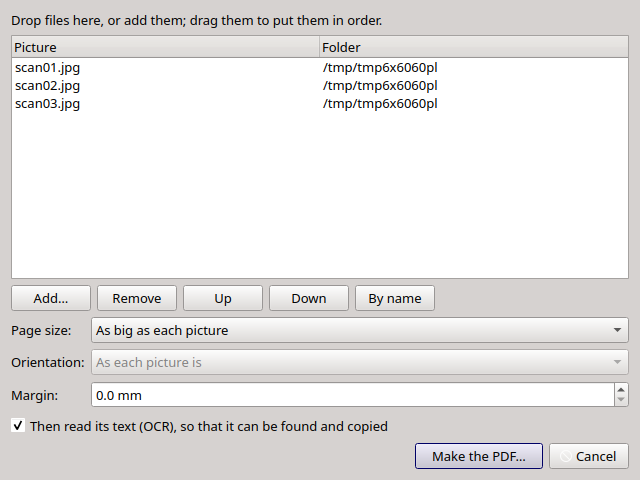 Drop files here, or add them; drag them to put them in order.
Picture Folder
scan01.jpg /tmp/tmp6x6060pl
scan02.jpg /tmp/tmp6x6060pl
scan03.jpg /tmp/tmp6x6060pl
Add... Remove Up Down By name
Page size: As big as each picture
Orientation: As each picture is
Margin: 0.0 mm
Then read its text (OCR), so that it can be found and copied
Make the PDF... Cancel